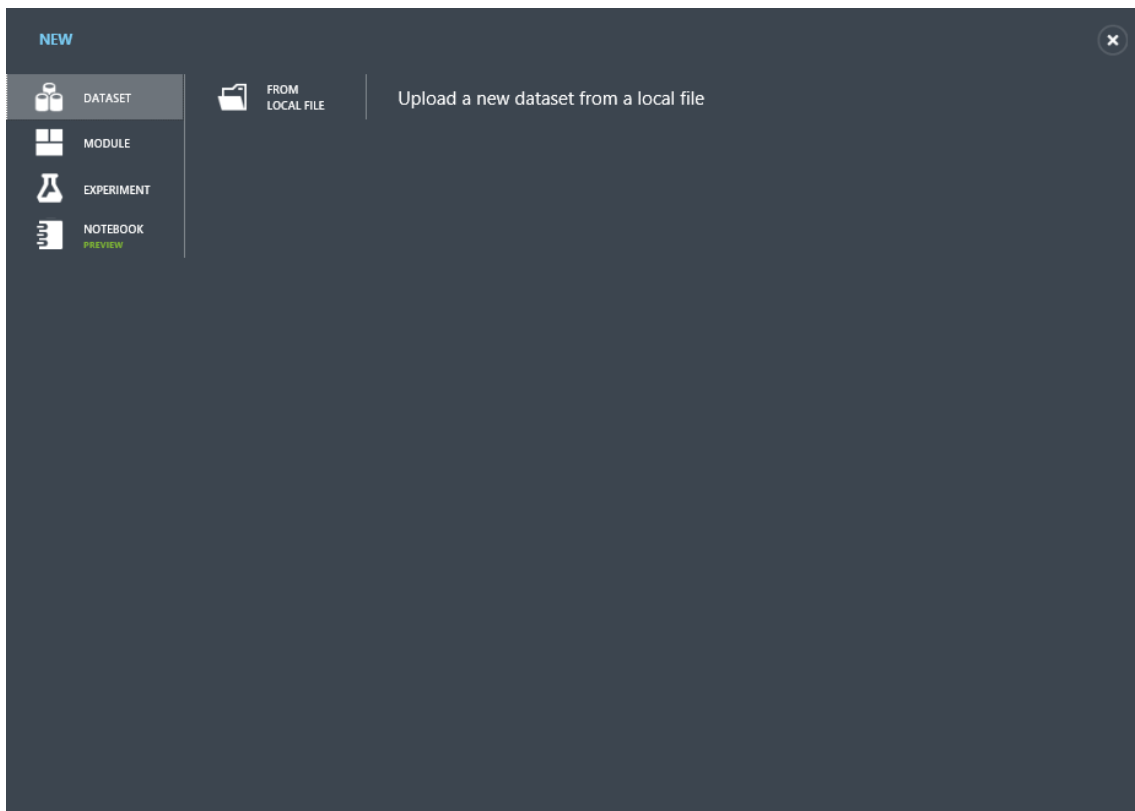 NEW
DATASET
FROM
LOCAL FILE
Upload a new dataset from a local file
MODULE
EXPERIMENT
NOTEBOOK
PREVIEW